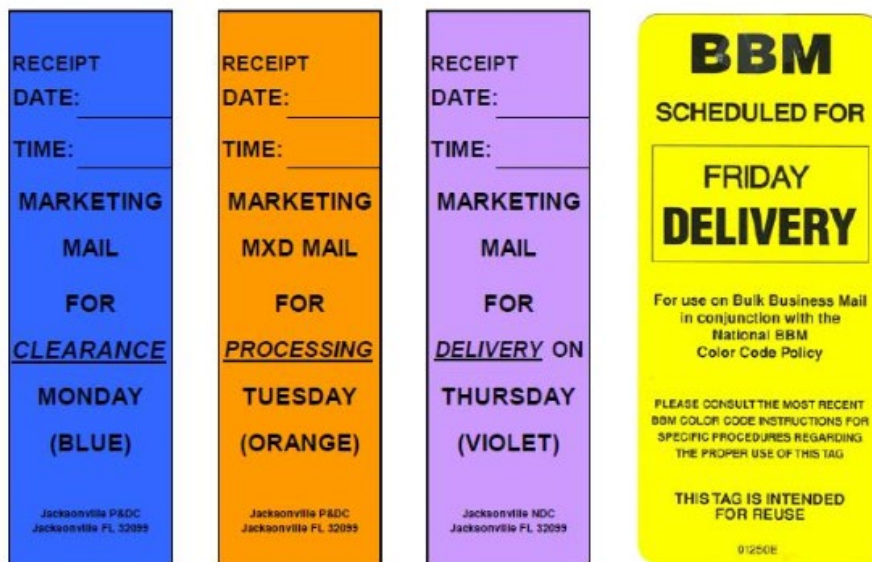 RECEIPT
DATE:
TIME:
MARKETING
MAIL
FOR
CLEARANCE
MONDAY
(BLUE)
Jacksonville P&DC
Jacksonville FL 32099
RECEIPT
DATE:
TIME:
MARKETING
MXD MAIL
FOR
PROCESSING
TUESDAY
(ORANGE)
Jacksonville P&DC
Jacksonville FL 32099
RECEIPT
DATE:
TIME:
MARKETING
MAIL
FOR
DELIVERY ON
THURSDAY
(VIOLET)
Jacksonville NDC
Jacksonville FL 32099
BBM
SCHEDULED FOR
FRIDAY
DELIVERY
For use on Bulk Business Mail
in conjunction with the
National BBM
Color Code Policy
PLEASE CONSULT THE MOST RECENT
BBM COLOR CODE INSTRUCTIONS FOR
SPECIFIC PROCEDURES REGARDING
THE PROPER USE OF THIS TAG
THIS TAG IS INTENDED
FOR REUSE
01250E